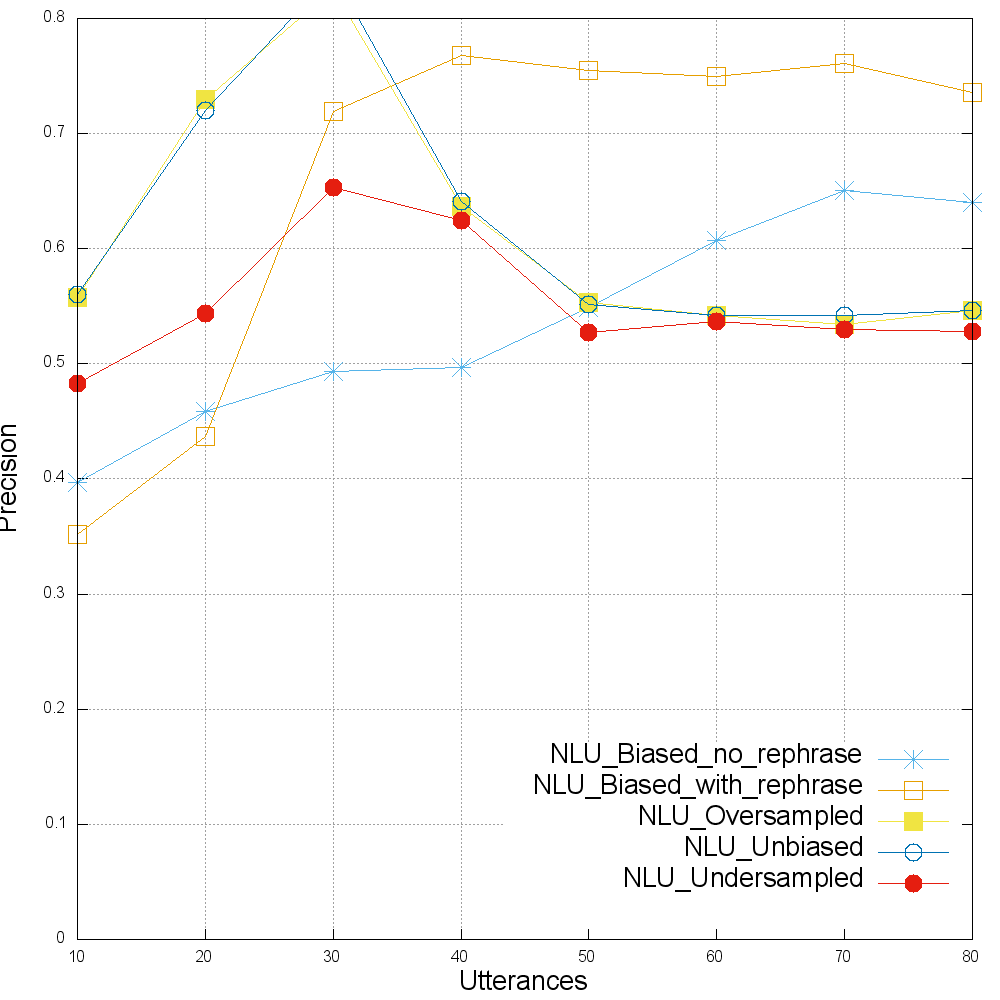 0.8
0.7
0.6
0.5
0.4
0.3
0.2
0.1
0
Precision
NLU_Biased_no_rephrase
NLU_Biased_with_rephrase
NLU_Oversampled
NLU_Unbiased
NLU_Undersampled
10 20 30 40 50 60 70 80
Utterances